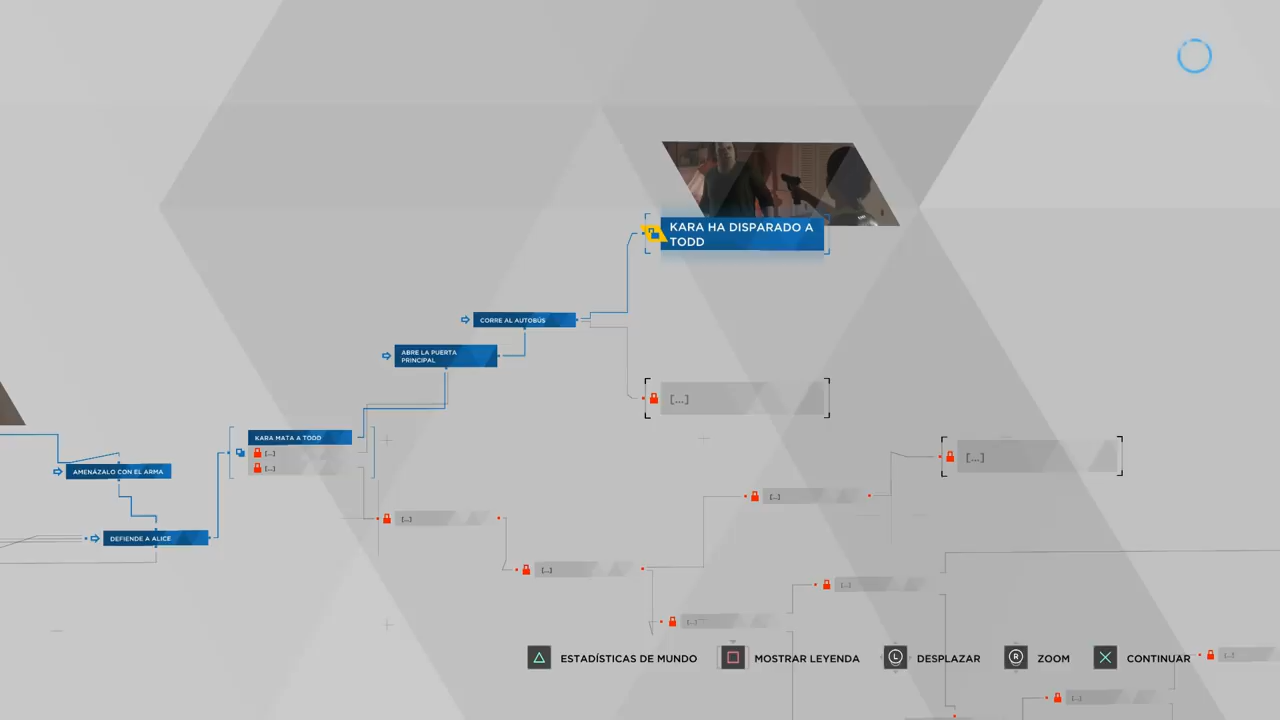 KARA HA DISPARADO A
TODD
CORRE AL AUTOBÚS
ABRE LA PUERTA
PRINCIPAL
[...]
KARA MATA A TODD
[...]
[...]
AMENÁZALO CON EL ARMA
[...]
[...]
[...]
DEFIENDE A ALICE
[...]
[...]
[...]
ESTADÍSTICAS DE MUNDO
MOSTRAR LEYENDA
L
DESPLAZAR
R
ZOOM
CONTINUAR
[...]
[...]